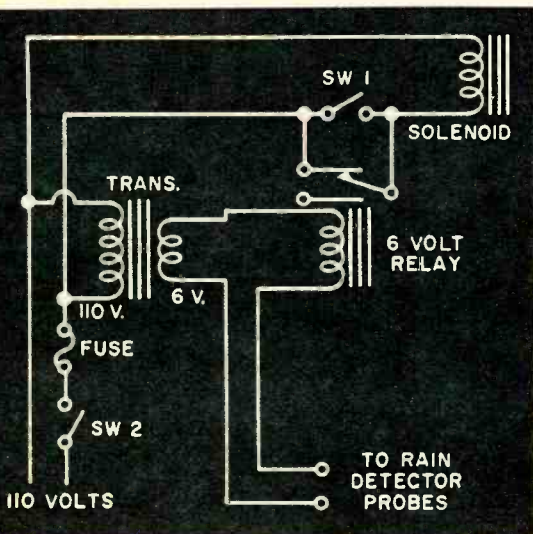 SW 1
SOLENOID
TRANS.
6 VOLT
RELAY
110 V.
6 V.
FUSE
SW 2
TO RAIN
DETECTOR
PROBES
110 VOLTS